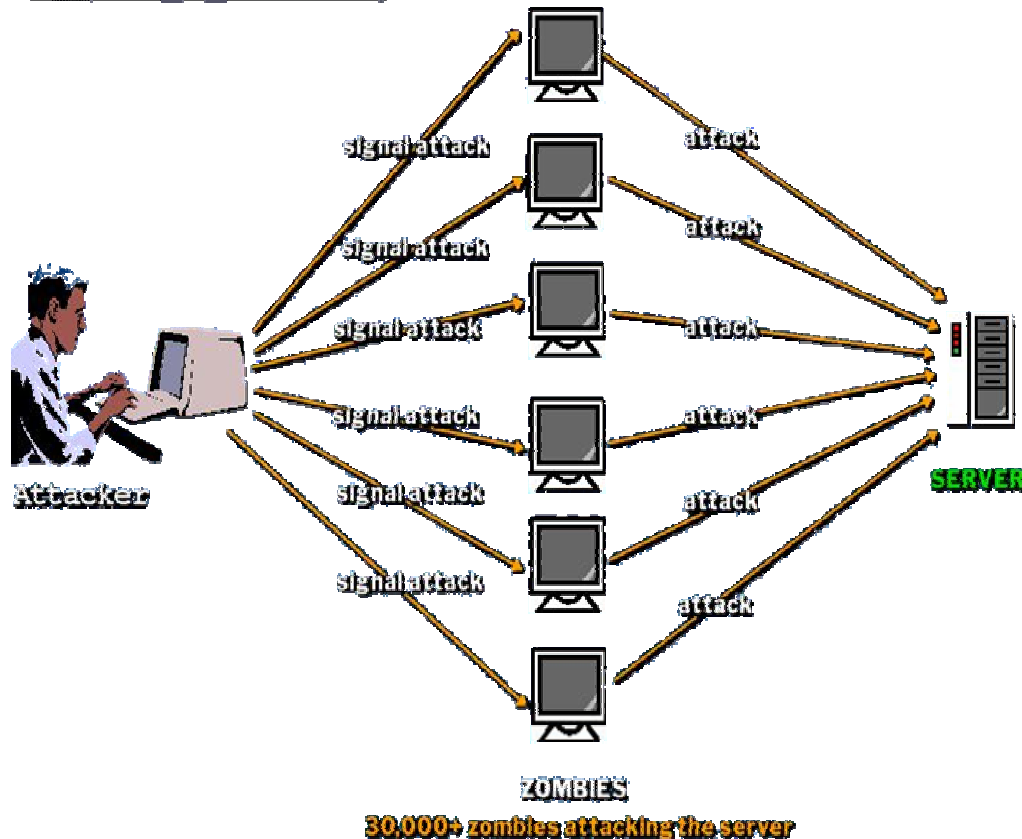 signal attack
attack
signal attack
attack
signal attack
attack
signal attack
attack
signal attack
attack
signal attack
attack
Attacker
SERVER
ZOMBIES
30,000+ zombies attacking the server